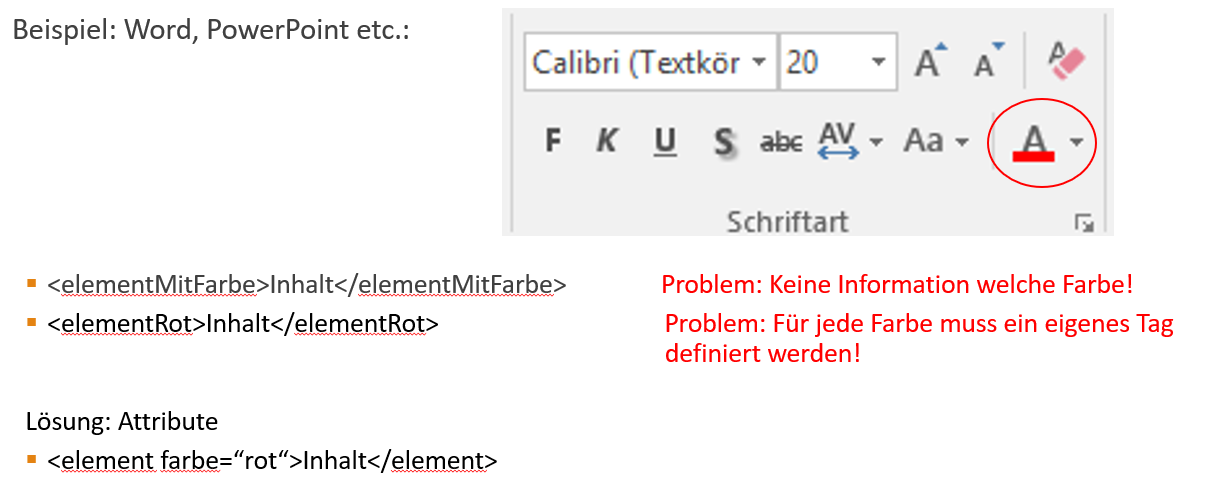 Beispiel: Word, PowerPoint etc.:
Calibri (Textkör 20 A A A
F K U S abc AV Aa A
Schriftart
<elementMitFarbe>Inhalt</elementMitFarbe> Problem: Keine Information welche Farbe!
<elementRot>Inhalt</elementRot> Problem: Für jede Farbe muss ein eigenes Tag
definiert werden!
Lösung: Attribute
<element farbe=“rot“>Inhalt</element>